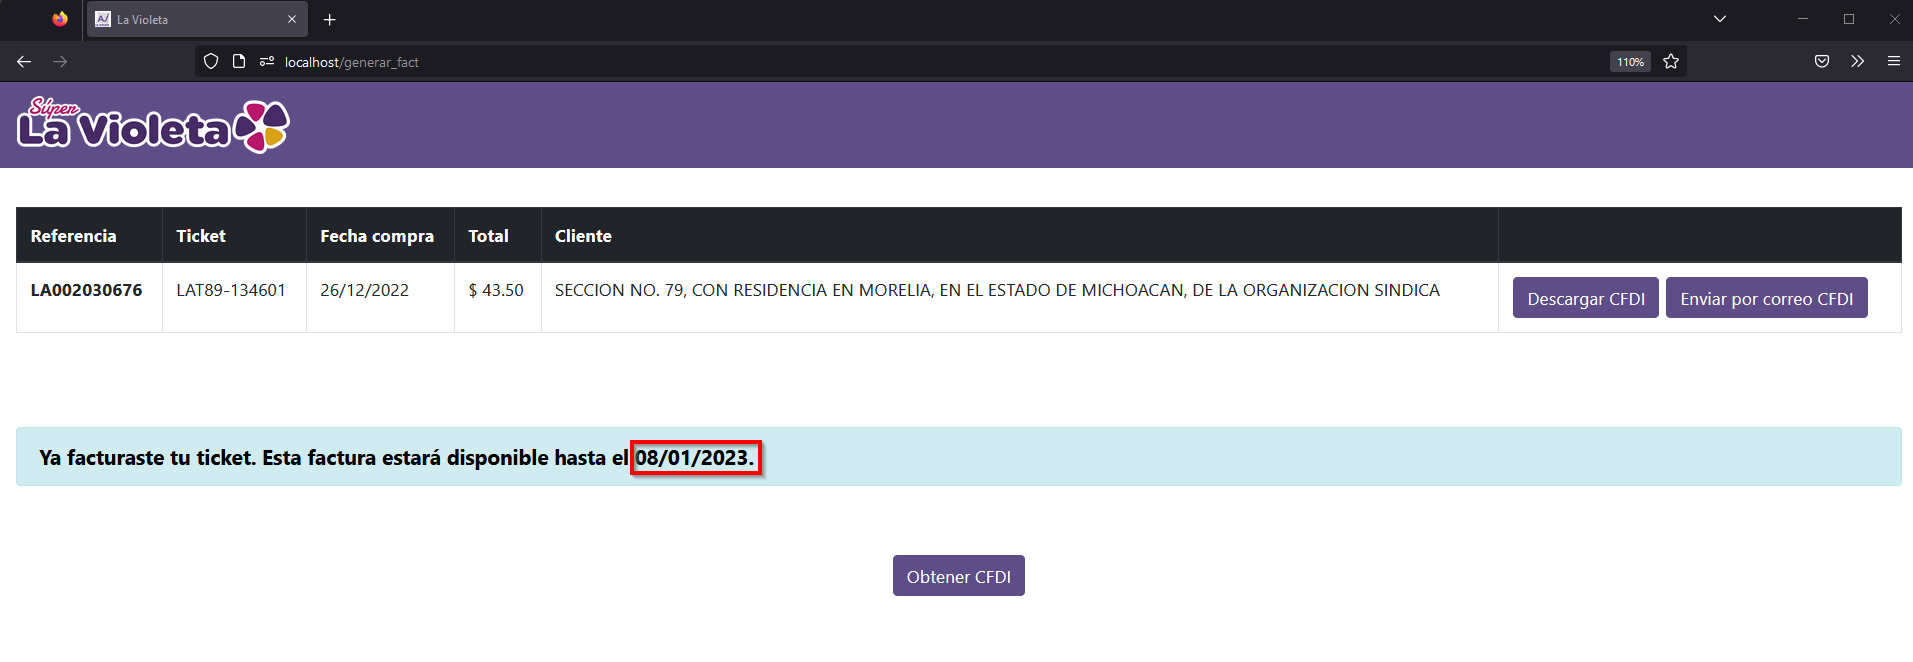 La Violeta
localhost/generar_fact
110%
Súper
La Violeta
Referencia Ticket Fecha compra Total Cliente
LA002030676 LAT89-134601 26/12/2022 $ 43.50 SECCION NO. 79, CON RESIDENCIA EN MORELIA, EN EL ESTADO DE MICHOACAN, DE LA ORGANIZACION SINDICA Descargar CFDI Enviar por correo CFDI
Ya facturaste tu ticket. Esta factura estará disponible hasta el 08/01/2023.
Obtener CFDI